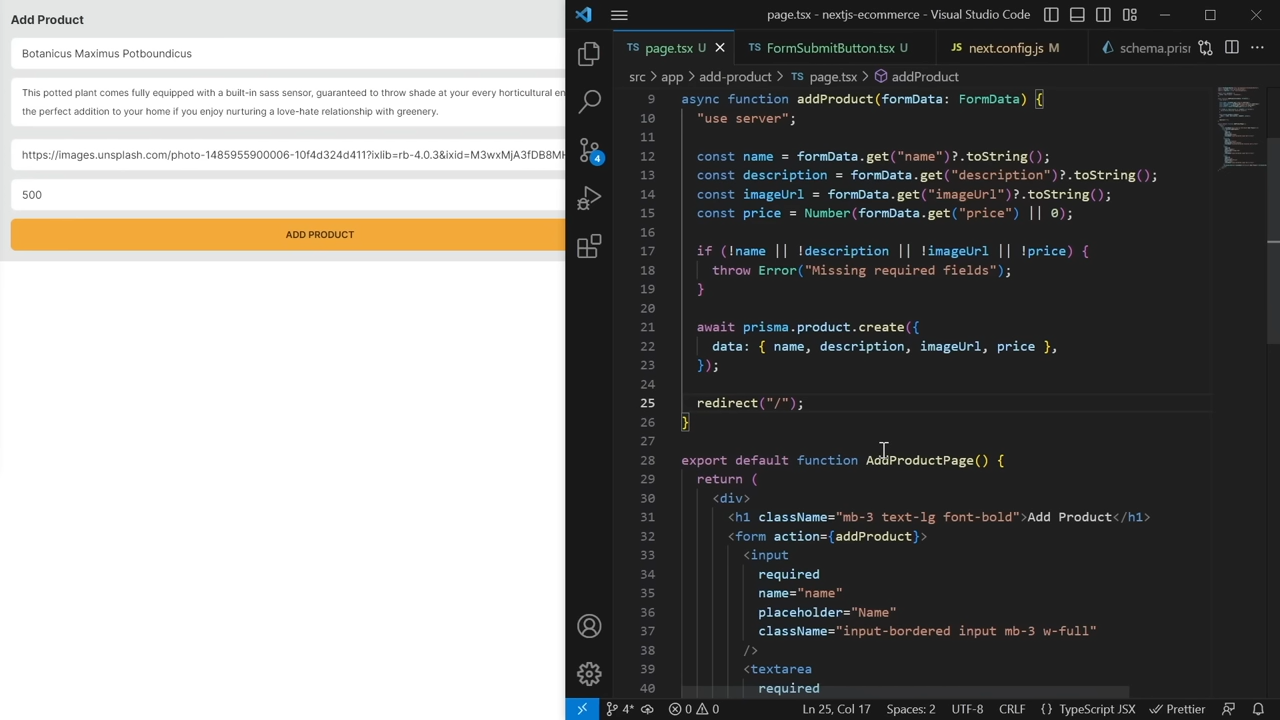 Add Product
Botanicus Maximus Potboundicus
This potted plant comes fully equipped with a built-in sass sensor, guaranteed to throw shade at your every horticultural
the perfect addition to your home if you enjoy nurturing a love-hate relationship with greenery.
https://images.unsplash.com/photo-1485955900006-10f4d324d411?ixlib=rb-4.0.3&ixid=M3wxMjA3fDB8MH
500
ADD PRODUCT
page.tsx - nextjs-ecommerce - Visual Studio Code
TS page.tsx U
TS FormSubmitButton.tsx U
JS next.config.js M
schema.prisr
src > app > add-product > TS page.tsx > addProduct
9 async function addProduct(formData: FormData) {
10 "use server";
11
12 const name = formData.get("name")?.toString();
13 const description = formData.get("description")?.toString();
14 const imageUrl = formData.get("imageUrl")?.toString();
15 const price = Number(formData.get("price") || 0);
16
17 if (!name || !description || !imageUrl || !price) {
18 throw Error("Missing required fields");
19 }
20
21 await prisma.product.create({
22 data: { name, description, imageUrl, price },
23 });
24
25 redirect("/");
26 }
27
28 export default function AddProductPage() {
29 return (
30 <div>
31 <h1 className="mb-3 text-lg font-bold">Add Product</h1>
32 <form action={addProduct}>
33 <input
34 required
35 name="name"
36 placeholder="Name"
37 className="input-bordered input mb-3 w-full"
38 />
39 <textarea
40 required
4
4* 0 0 Ln 25, Col 17 Spaces: 2 UTF-8 CRLF {} TypeScript JSX Prettier